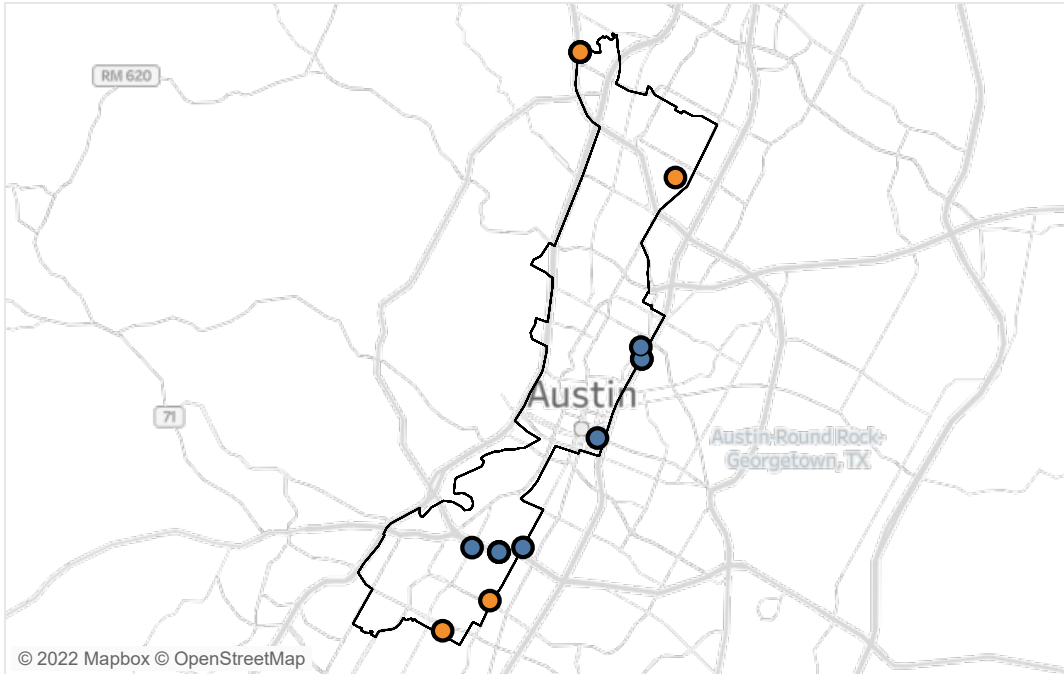 RM 620
71
Austin
Austin-Round Rock-
Georgetown, TX
© 2022 Mapbox © OpenStreetMap